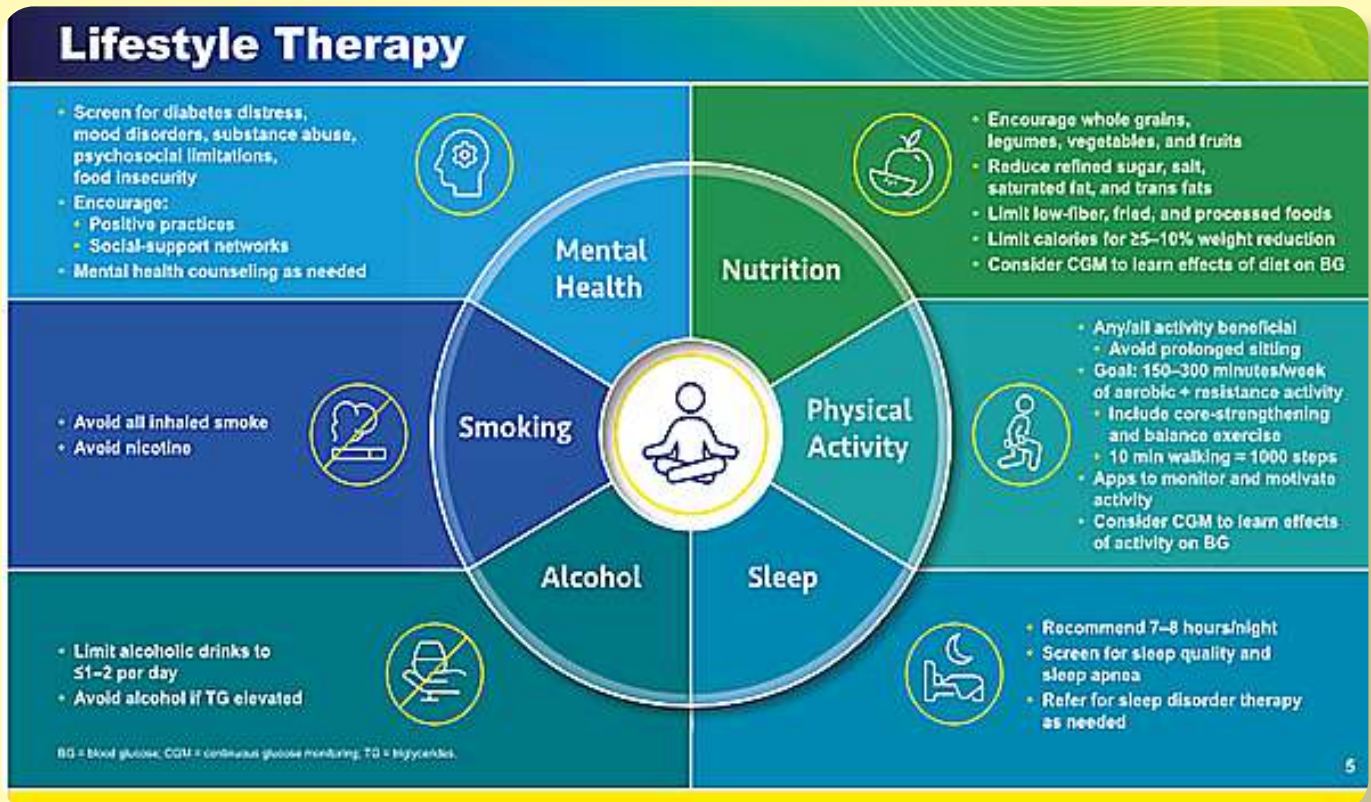 Lifestyle Therapy
• Screen for diabetes distress,
mood disorders, substance abuse,
psychosocial limitations,
food insecurity
• Encourage:
• Positive practices
• Social-support networks
• Mental health counseling as needed
Mental
Health
Nutrition
• Encourage whole grains,
legumes, vegetables, and fruits
• Reduce refined sugar, salt,
saturated fat, and trans fats
• Limit low-fiber, fried, and processed foods
• Limit calories for ≥5–10% weight reduction
• Consider CGM to learn effects of diet on BG
• Avoid all inhaled smoke
• Avoid nicotine
Smoking
Physical
Activity
• Any/all activity beneficial
• Avoid prolonged sitting
• Goal: 150–300 minutes/week
of aerobic + resistance activity
• Include core-strengthening
and balance exercise
• 10 min walking = 1000 steps
• Apps to monitor and motivate
activity
• Consider CGM to learn effects
of activity on BG
• Limit alcoholic drinks to
≤1–2 per day
• Avoid alcohol if TG elevated
Alcohol
Sleep
• Recommend 7–8 hours/night
• Screen for sleep quality and
sleep apnea
• Refer for sleep disorder therapy
as needed
BG = blood glucose; CGM = continuous glucose monitoring; TG = triglycerides.
5